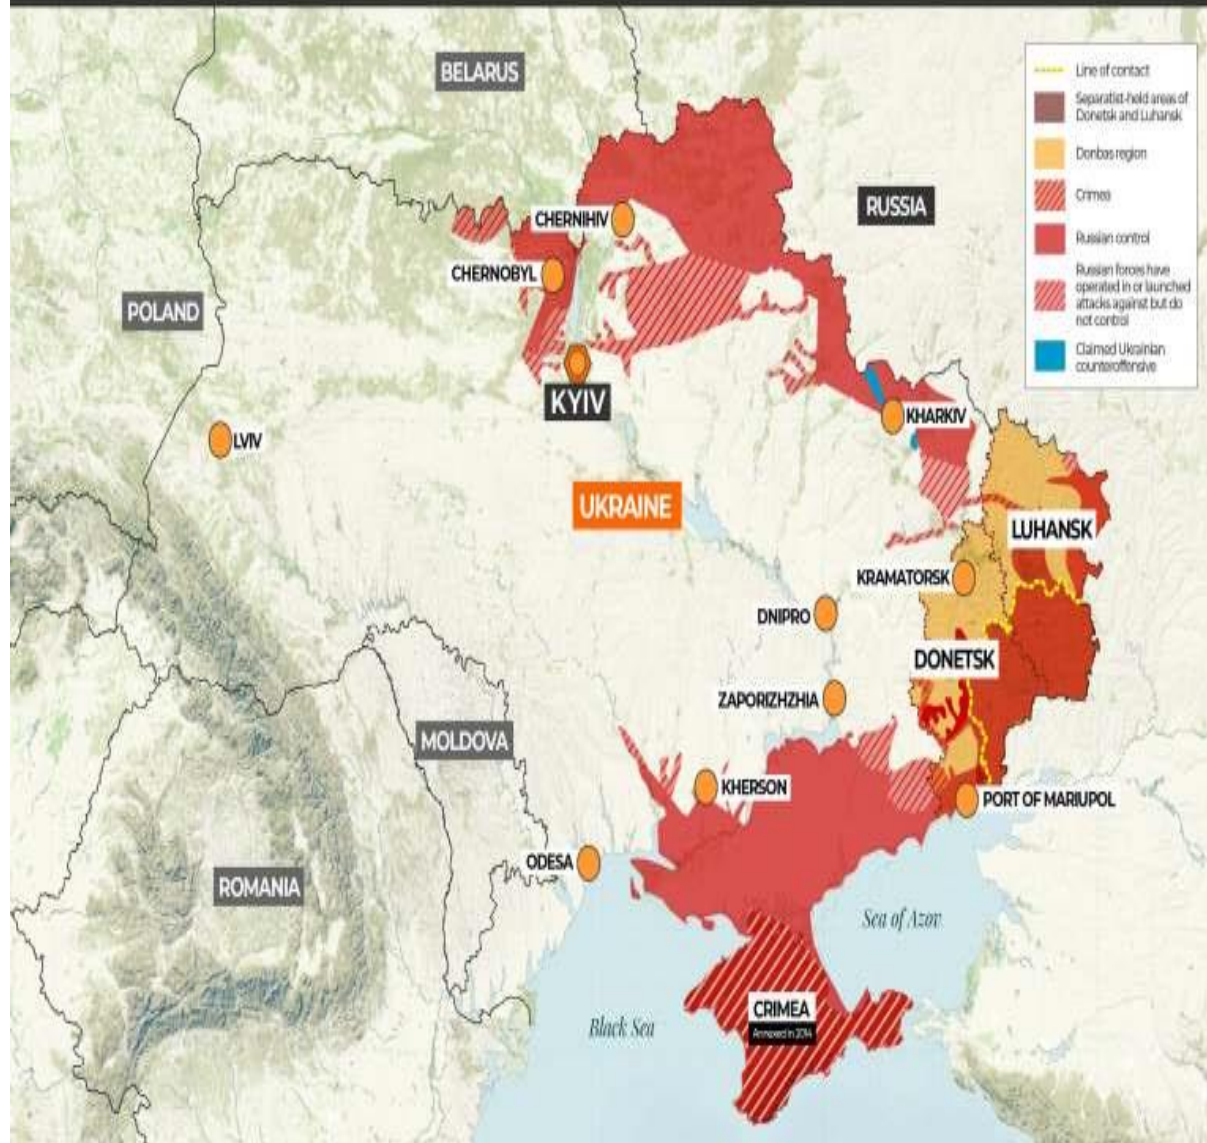 BELARUS
Line of contact
Separatist-held areas of
Donetsk and Luhansk
Donbas region
Crimea
Russian control
Russian forces have
operated in or launched
attacks against but do
not control
Claimed Ukrainian
counteroffensive
RUSSIA
CHERNIHIV
CHERNOBYL
POLAND
KYIV
KHARKIV
LVIV
UKRAINE
LUHANSK
KRAMATORSK
DNIPRO
DONETSK
ZAPORIZHZHIA
MOLDOVA
KHERSON
PORT OF MARIUPOL
ODESA
ROMANIA
Sea of Azov
CRIMEA
Annexed in 2014
Black Sea